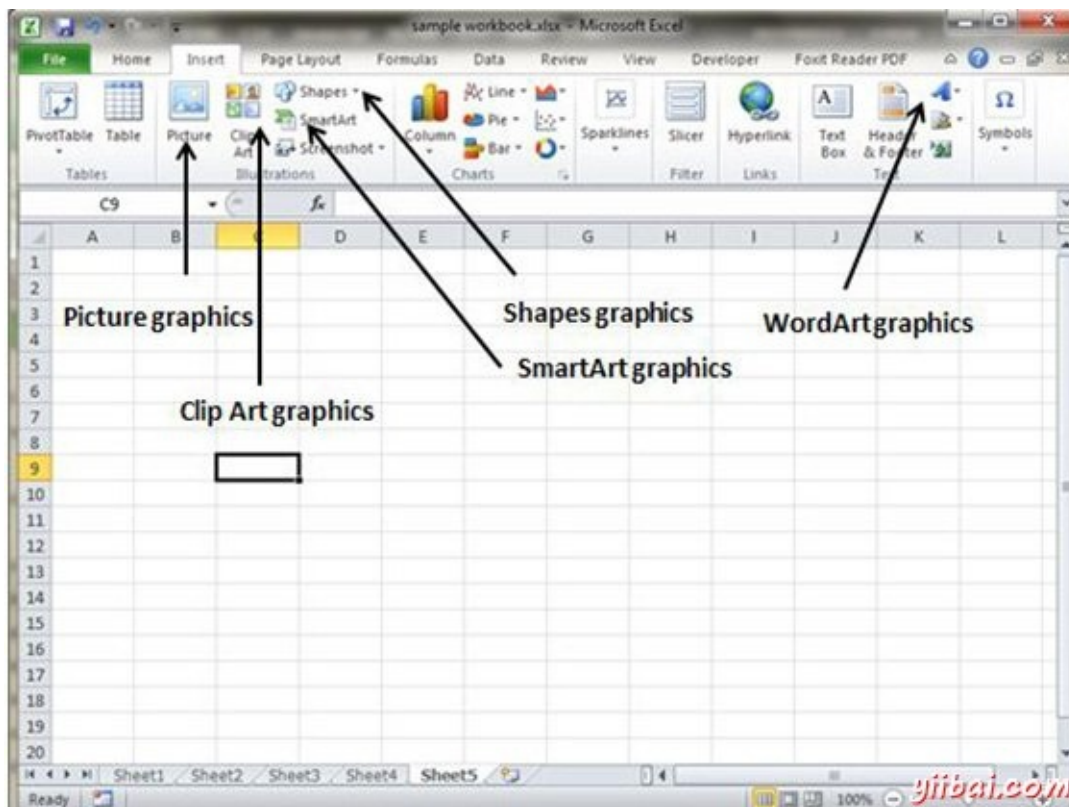 sample workbook.xlsx - Microsoft Excel
File Home Insert Page Layout Formulas Data Review View Developer Foxit Reader PDF
PivotTable Table Picture Clip Art Shapes SmartArt Screenshot Column Line Pie Bar Sparklines Slicer Hyperlink A Text Box Header & Footer A Ω Symbols
Tables Illustrations Charts Filter Links Text
C9 fx
A B C D E F G H I J K L
1
2
3
4
5
6
7
8
9
10
11
12
13
14
15
16
17
18
19
20
Picture graphics
Shapes graphics
WordArt graphics
SmartArt graphics
Clip Art graphics
Sheet1 Sheet2 Sheet3 Sheet4 Sheet5
Ready 100%
yiibai.com